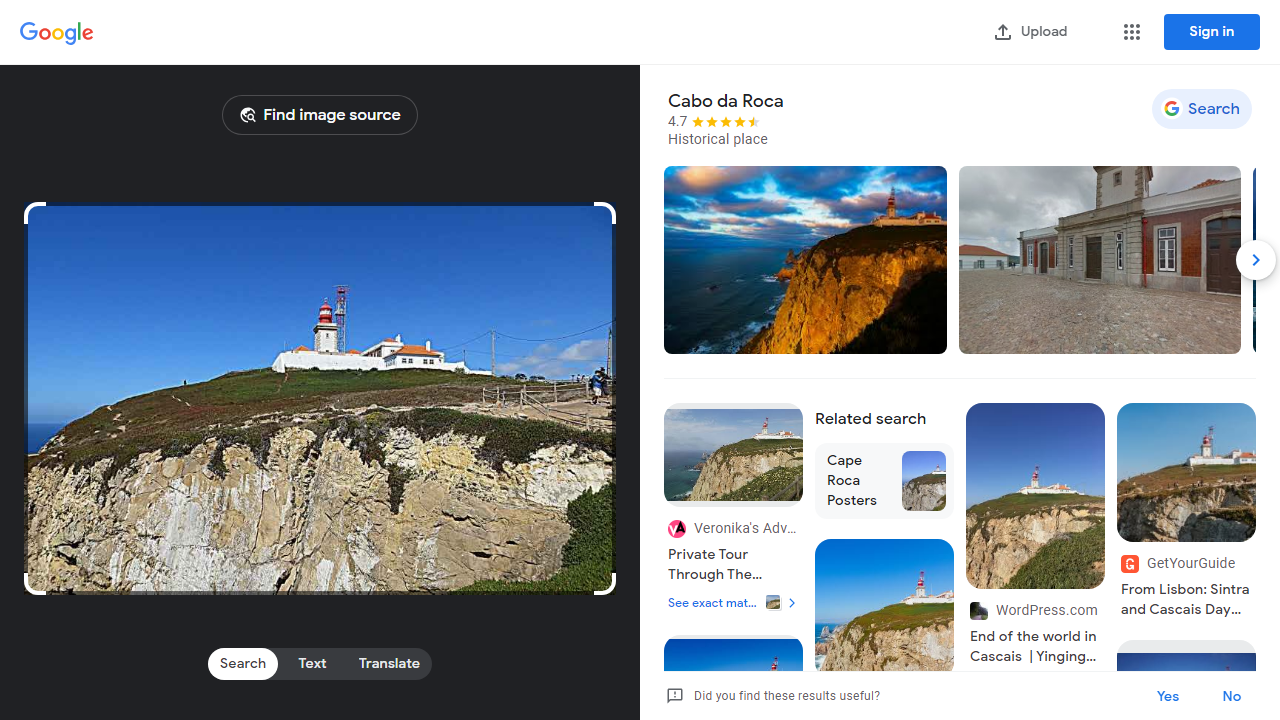 Google
Upload
Sign in
Find image source
Search
Text
Translate
Cabo da Roca
4.7
Historical place
Search
Veronika's Adv...
Private Tour
Through The...
See exact mat...
Related search
Cape
Roca
Posters
WordPress.com
End of the world in
Cascais | Yinging...
GetYourGuide
From Lisbon: Sintra
and Cascais Day...
Did you find these results useful?
Yes
No